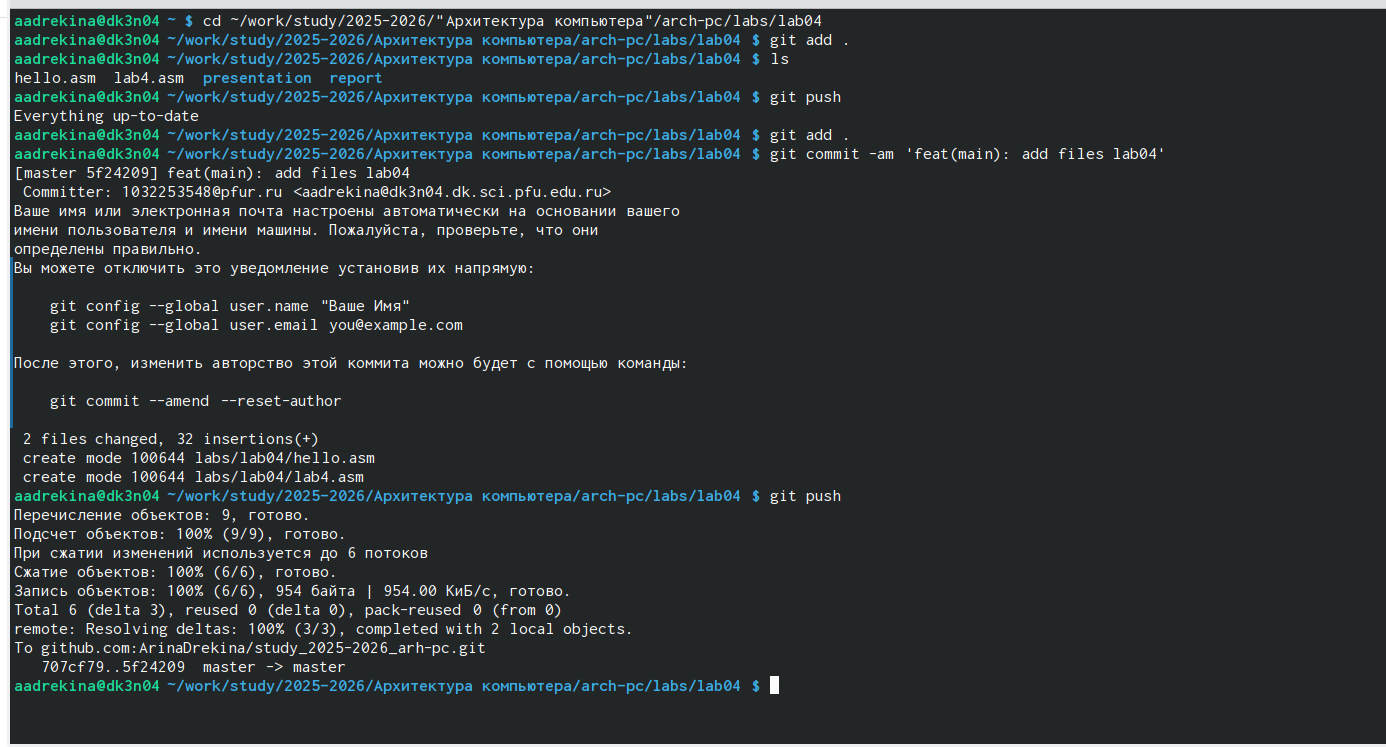 aadrekina@dk3n04 ~ $ cd ~/work/study/2025-2026/"Архитектура компьютера"/arch-pc/labs/lab04
aadrekina@dk3n04 ~/work/study/2025-2026/Архитектура компьютера/arch-pc/labs/lab04 $ git add .
aadrekina@dk3n04 ~/work/study/2025-2026/Архитектура компьютера/arch-pc/labs/lab04 $ ls
hello.asm  lab4.asm  presentation  report
aadrekina@dk3n04 ~/work/study/2025-2026/Архитектура компьютера/arch-pc/labs/lab04 $ git push
Everything up-to-date
aadrekina@dk3n04 ~/work/study/2025-2026/Архитектура компьютера/arch-pc/labs/lab04 $ git add .
aadrekina@dk3n04 ~/work/study/2025-2026/Архитектура компьютера/arch-pc/labs/lab04 $ git commit -am 'feat(main): add files lab04'
[master 5f24209] feat(main): add files lab04
 Committer: 1032253548@pfur.ru <aadrekina@dk3n04.dk.sci.pfu.edu.ru>
Ваше имя или электронная почта настроены автоматически на основании вашего
имени пользователя и имени машины. Пожалуйста, проверьте, что они
определены правильно.
Вы можете отключить это уведомление установив их напрямую:
    git config --global user.name "Ваше Имя"
    git config --global user.email you@example.com
После этого, изменить авторство этой коммита можно будет с помощью команды:
    git commit --amend --reset-author
 2 files changed, 32 insertions(+)
 create mode 100644 labs/lab04/hello.asm
 create mode 100644 labs/lab04/lab4.asm
aadrekina@dk3n04 ~/work/study/2025-2026/Архитектура компьютера/arch-pc/labs/lab04 $ git push
Перечисление объектов: 9, готово.
Подсчет объектов: 100% (9/9), готово.
При сжатии изменений используется до 6 потоков
Сжатие объектов: 100% (6/6), готово.
Запись объектов: 100% (6/6), 954 байта | 954.00 КиБ/с, готово.
Total 6 (delta 3), reused 0 (delta 0), pack-reused 0 (from 0)
remote: Resolving deltas: 100% (3/3), completed with 2 local objects.
To github.com:ArinaDrekina/study_2025-2026_arh-pc.git
   707cf79..5f24209  master -> master
aadrekina@dk3n04 ~/work/study/2025-2026/Архитектура компьютера/arch-pc/labs/lab04 $